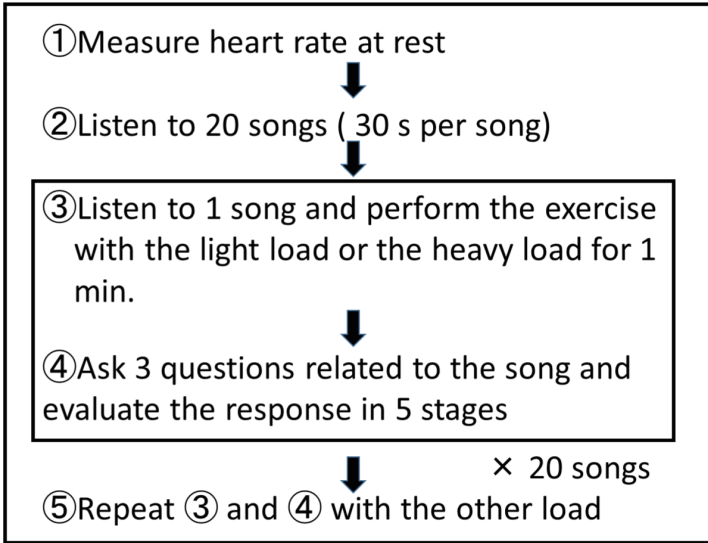 ①Measure heart rate at rest
②Listen to 20 songs ( 30 s per song)
③Listen to 1 song and perform the exercise
with the light load or the heavy load for 1
min.
④Ask 3 questions related to the song and
evaluate the response in 5 stages
× 20 songs
⑤Repeat ③ and ④ with the other load